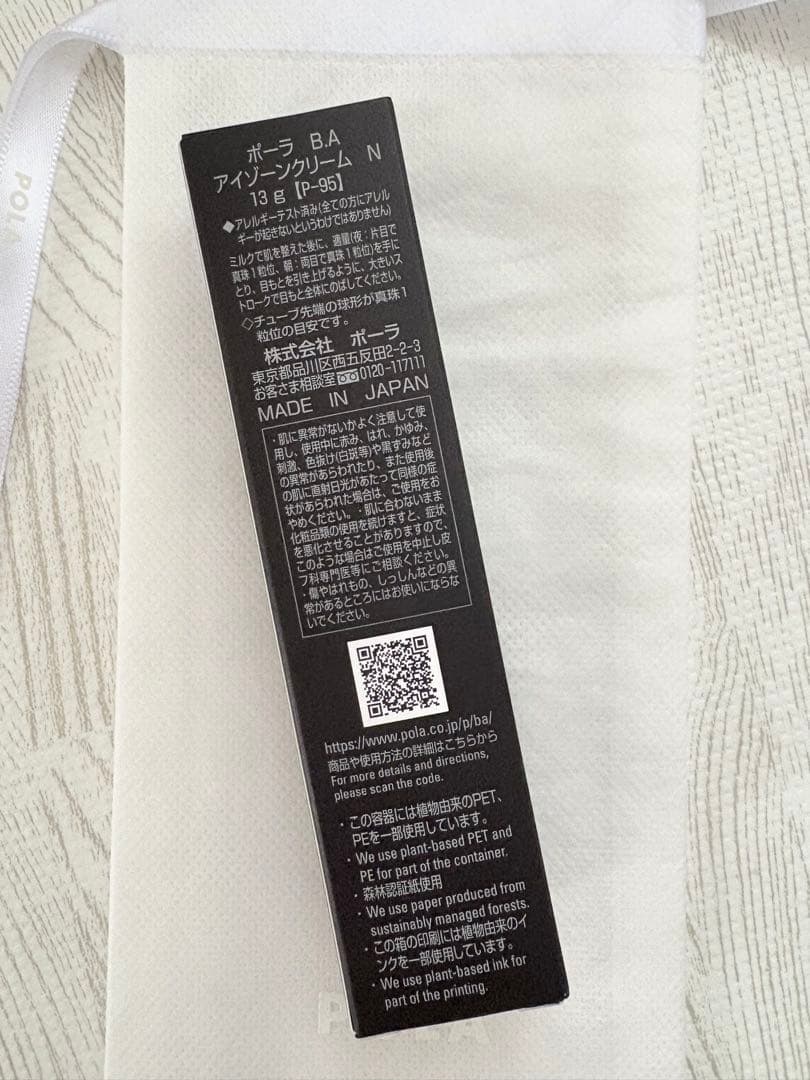 POLA
ポーラ B.A
アイゾーンクリーム N
13g【P-95】
◆アレルギーテスト済み(全ての方にアレル
ギーが起きないというわけではありません)
ミルクで肌を整えた後に、適量(夜:片目で
真珠1粒位、朝:両目で真珠1粒位)を手に
とり、目もとを引き上げるように、大きいス
トロークで目もと全体にのばしてください。
◇チューブ先端の球形が真珠1
粒位の目安です。
株式会社 ポーラ
東京都品川区西五反田2-2-3
お客さま相談室 0120-117111
MADE IN JAPAN
・肌に異常がないかよく注意して使
用し、使用中に赤み、はれ、かゆみ、
刺激、色抜け(白斑等)や黒ずみなど
の異常があらわれたり、また使用後
の肌に直射日光があたって同様の症
状があらわれた場合は、ご使用をお
やめください。・肌に合わないまま
化粧品類の使用を続けますと、症状
を悪化させることがありますので、
このような場合はご使用を中止し皮
フ科専門医等にご相談ください。
・傷やはれもの、しっしんなどの異
常があるところにはお使いにならな
いでください。
https://www.pola.co.jp/p/ba/
商品や使用方法の詳細はこちらから
For more details and directions,
please scan the code.
・この容器には植物由来のPET、
PEを一部使用しています。
・We use plant-based PET and
PE for part of the container.
・森林認証紙使用
・We use paper produced from
sustainably managed forests.
・この箱の印刷には植物由来のイ
ンクを一部使用しています。
・We use plant-based ink for
part of the printing.